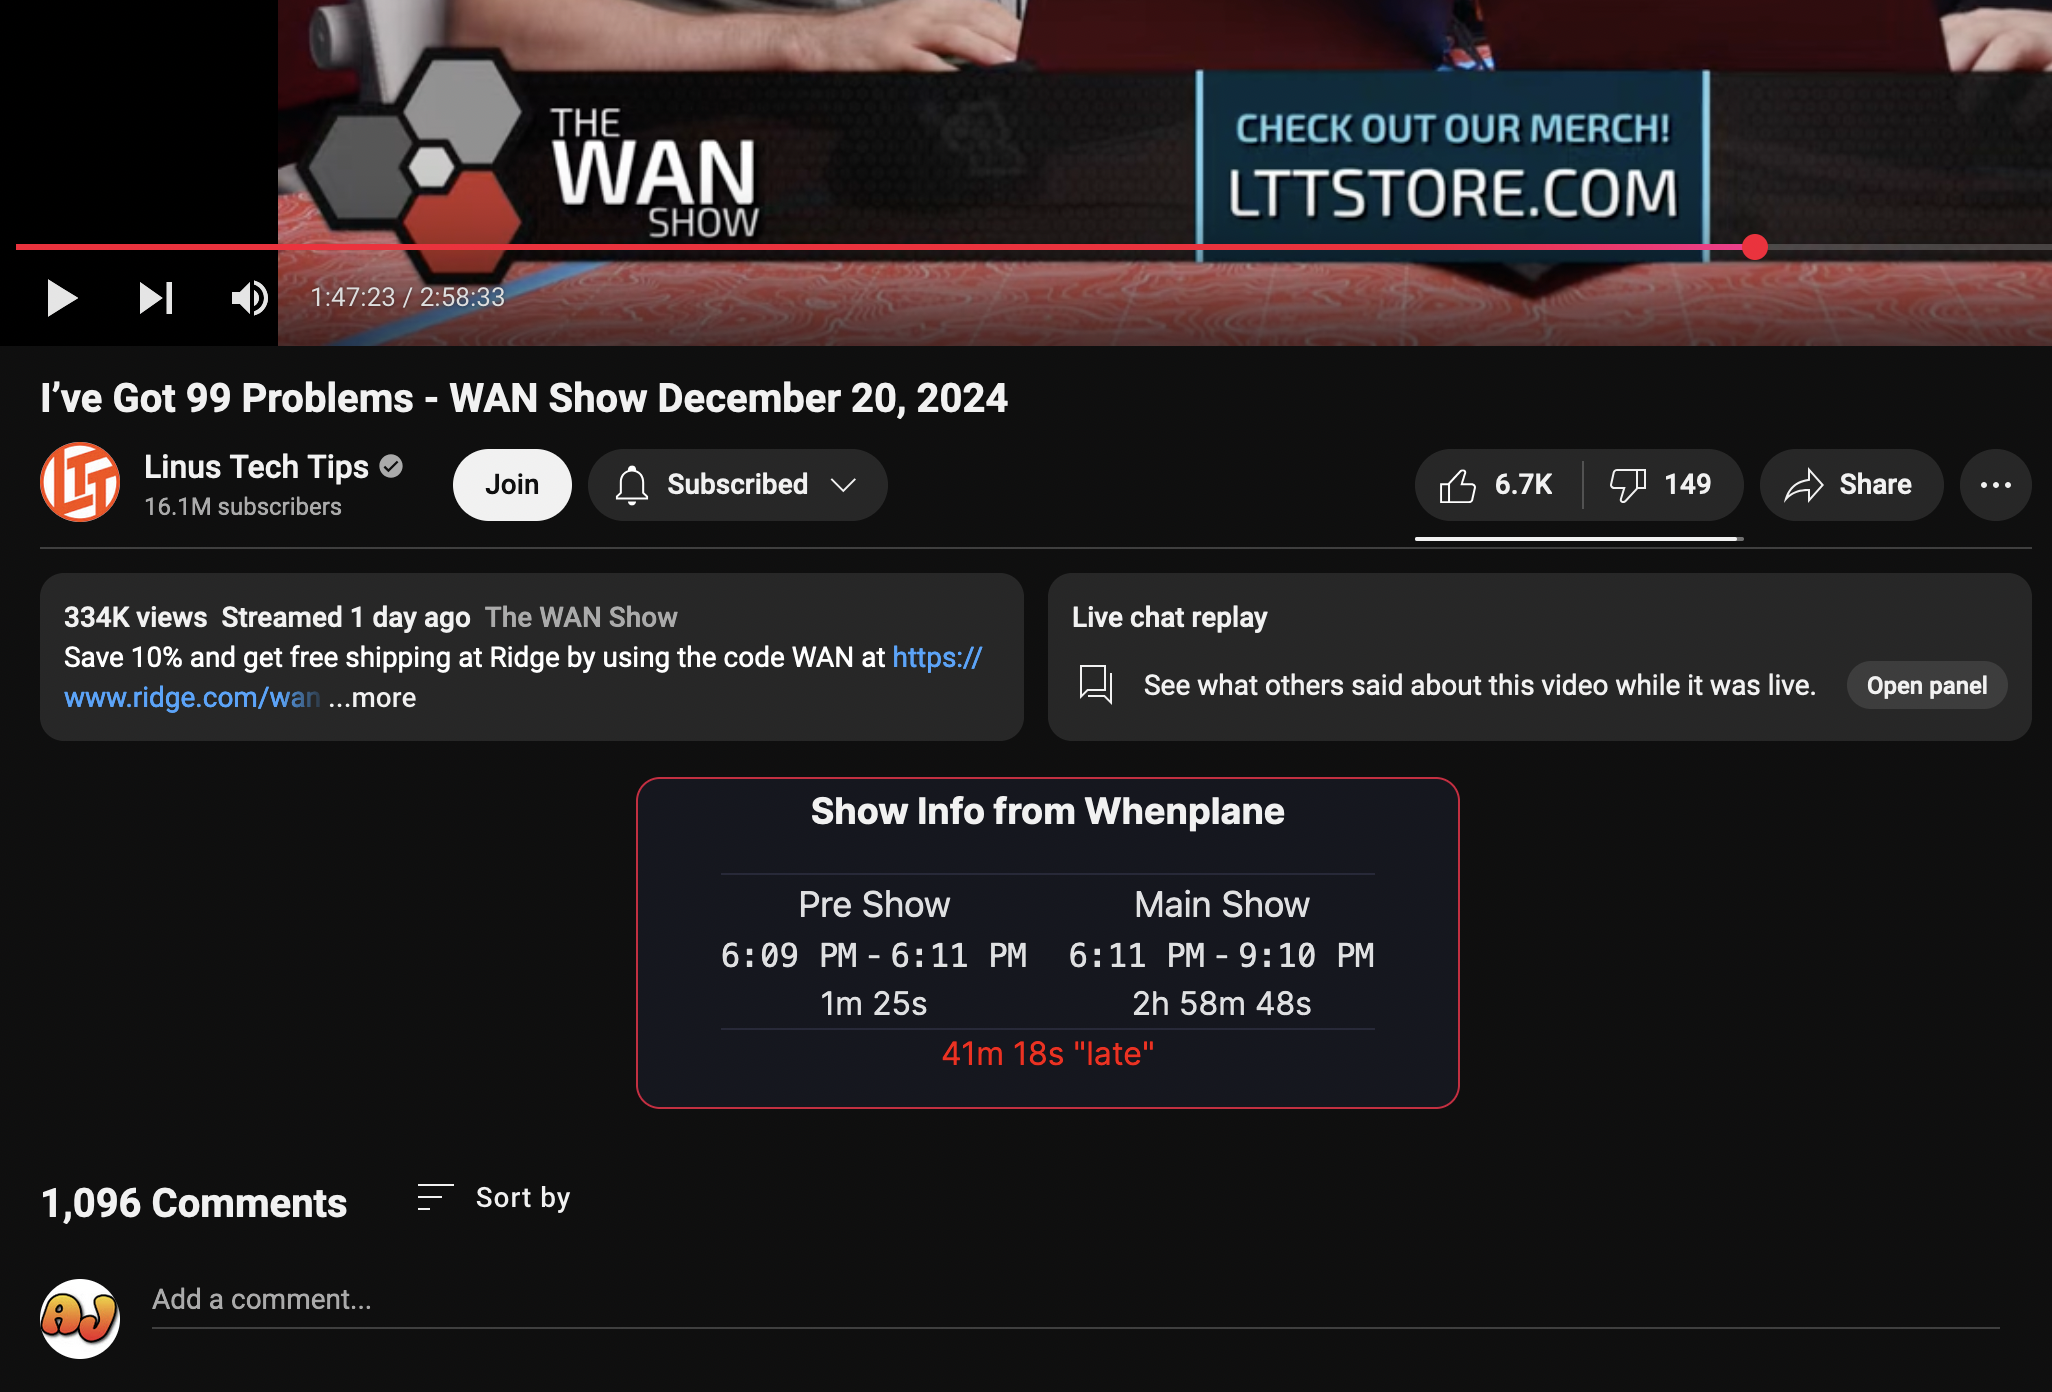 THE
WAN
SHOW
CHECK OUT OUR MERCH!
LTTSTORE.COM
1:47:23 / 2:58:33
I’ve Got 99 Problems - WAN Show December 20, 2024
LTT
Linus Tech Tips
16.1M subscribers
Join
Subscribed
6.7K
149
Share
334K views Streamed 1 day ago The WAN Show
Save 10% and get free shipping at Ridge by using the code WAN at https://
www.ridge.com/wan ...more
Live chat replay
See what others said about this video while it was live.
Open panel
Show Info from Whenplane
Pre Show
6:09 PM - 6:11 PM
1m 25s
Main Show
6:11 PM - 9:10 PM
2h 58m 48s
41m 18s "late"
1,096 Comments
Sort by
AJ
Add a comment...